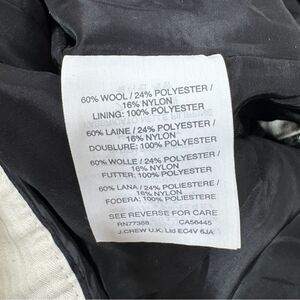 60% WOOL / 24% POLYESTER /
16% NYLON
LINING: 100% POLYESTER
60% LAINE / 24% POLYESTER /
16% NYLON
DOUBLURE: 100% POLYESTER
60% WOLLE / 24% POLYESTER /
16% NYLON
FUTTER: 100% POLYESTER
60% LANA / 24% POLIESTERE /
16% NYLON
FODERA: 100% POLIESTERE
SEE REVERSE FOR CARE
RN77388 CA56445
J.CREW U.K. Ltd EC4V 6JA